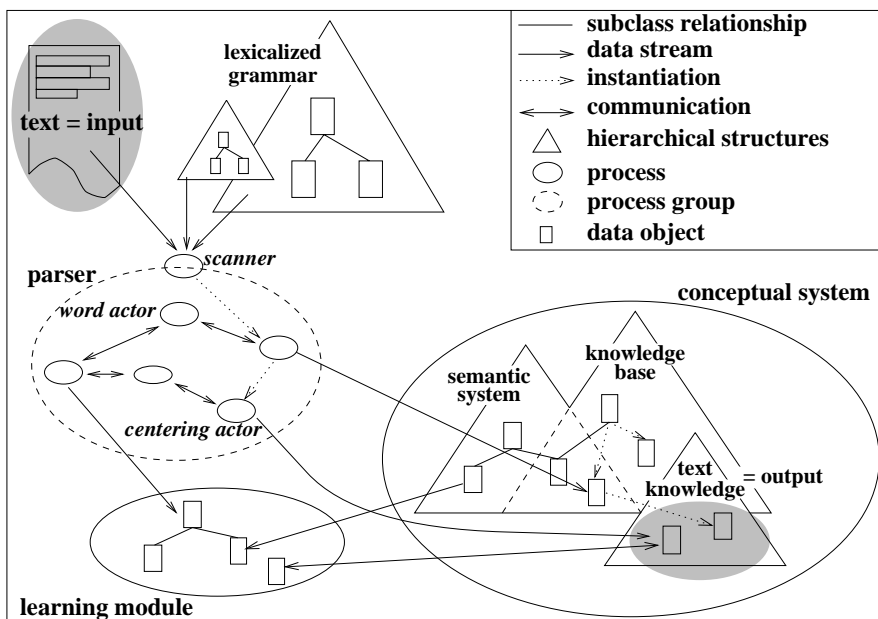 lexicalized
grammar
text = input
subclass relationship
data stream
instantiation
communication
hierarchical structures
process
process group
data object
scanner
parser
word actor
centering actor
conceptual system
knowledge
base
semantic
system
text
knowledge
= output
learning module